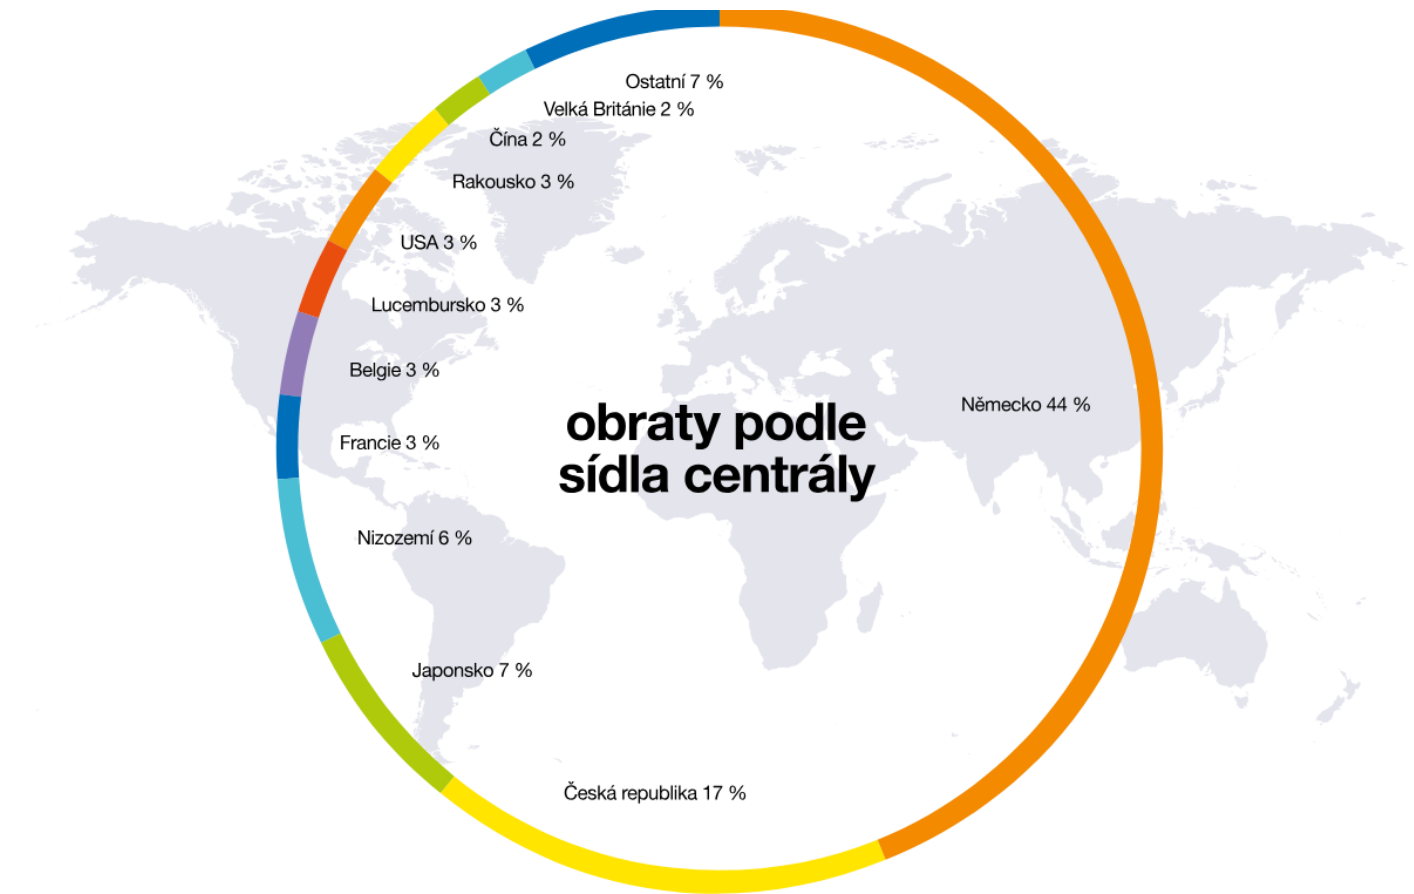 Ostatní 7 %
Velká Británie 2 %
Čína 2 %
Rakousko 3 %
USA 3 %
Lucembursko 3 %
Belgie 3 %
Německo 44 %
obraty podle
sídla centrály
Francie 3 %
Nizozemí 6 %
Japonsko 7 %
Česká republika 17 %